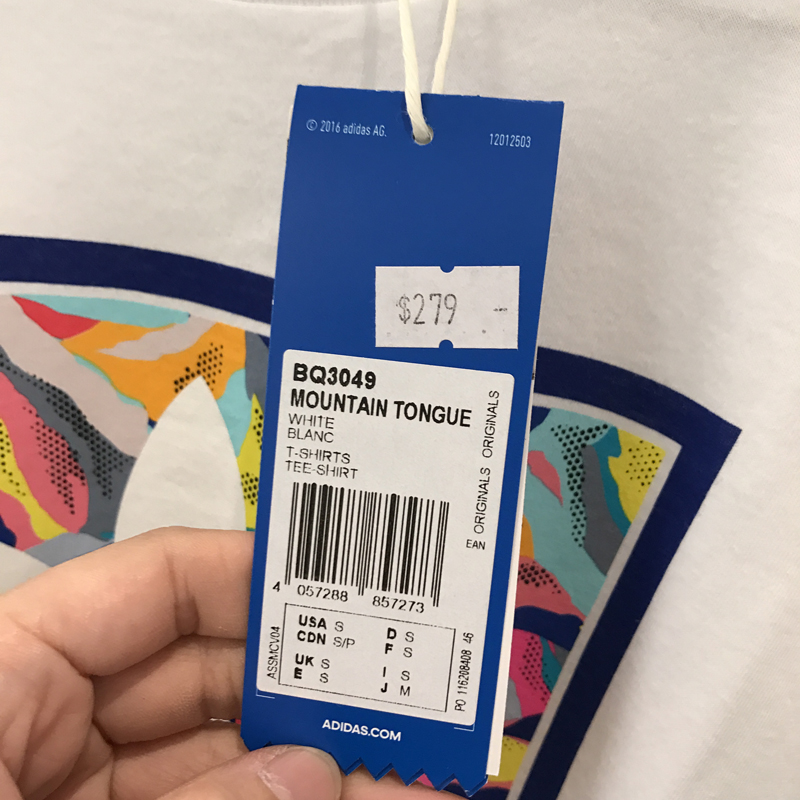 © 2016 adidas AG.
12012503
$279 -
BQ3049
MOUNTAIN TONGUE
WHITE
BLANC
T-SHIRTS
TEE-SHIRT
ORIGINALS ORIGINALS
EAN
4 057288 857273
ASSMCV04
USA S D S
CDN S/P F S
UK S I S
E S J M
PO 116208408 46
ADIDAS.COM